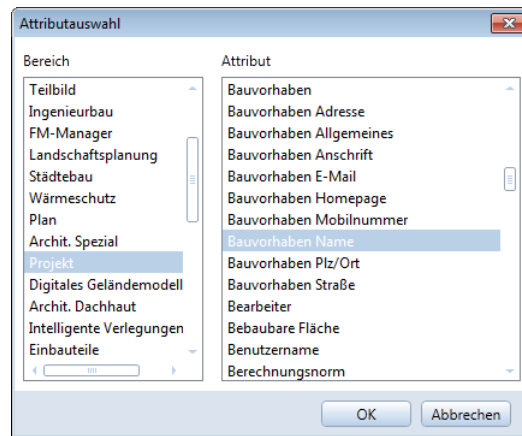 Attributauswahl
Bereich
Attribut
Teilbild
Ingenieurbau
FM-Manager
Landschaftsplanung
Städtebau
Wärmeschutz
Plan
Archit. Spezial
Projekt
Digitales Geländemodell
Archit. Dachhaut
Intelligente Verlegungen
Einbauteile
Bauvorhaben
Bauvorhaben Adresse
Bauvorhaben Allgemeines
Bauvorhaben Anschrift
Bauvorhaben E-Mail
Bauvorhaben Homepage
Bauvorhaben Mobilnummer
Bauvorhaben Name
Bauvorhaben Plz/Ort
Bauvorhaben Straße
Bearbeiter
Bebaubare Fläche
Benutzername
Berechnungsnorm
OK
Abbrechen